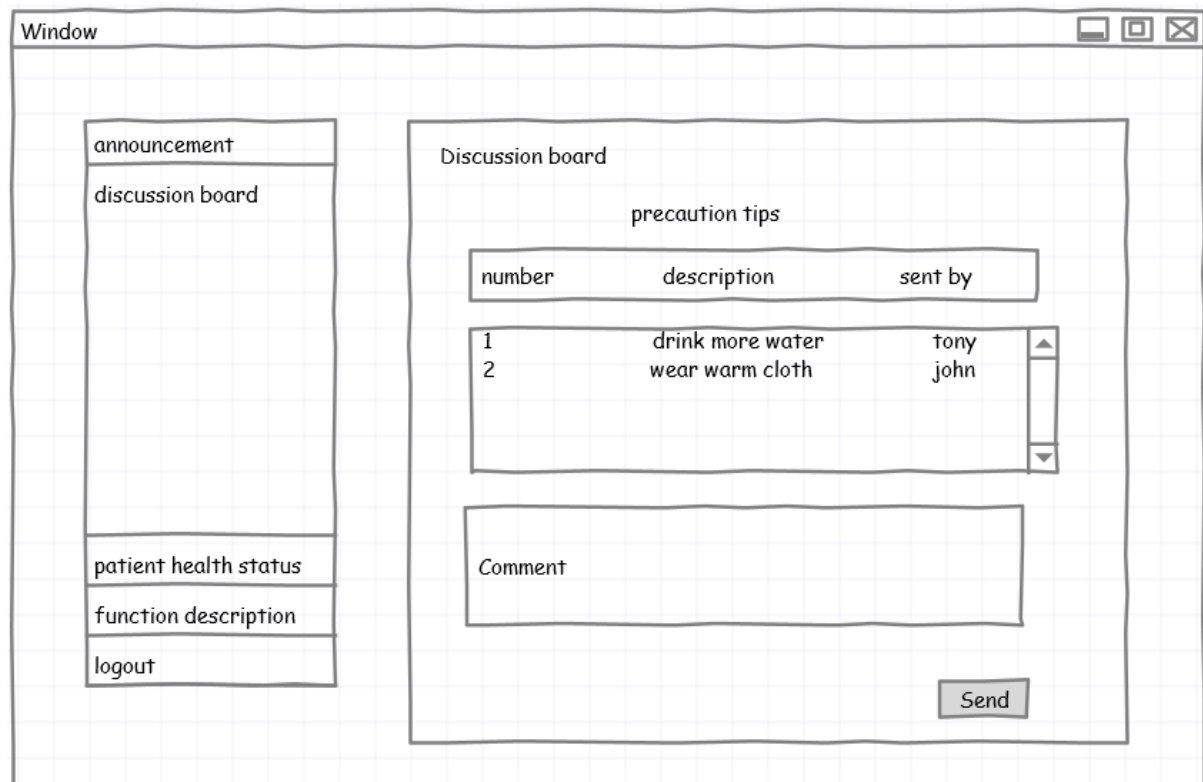 Window
announcement
discussion board
patient health status
function description
logout
Discussion board
precaution tips
number description sent by
1 drink more water tony
2 wear warm cloth john
Comment
Send